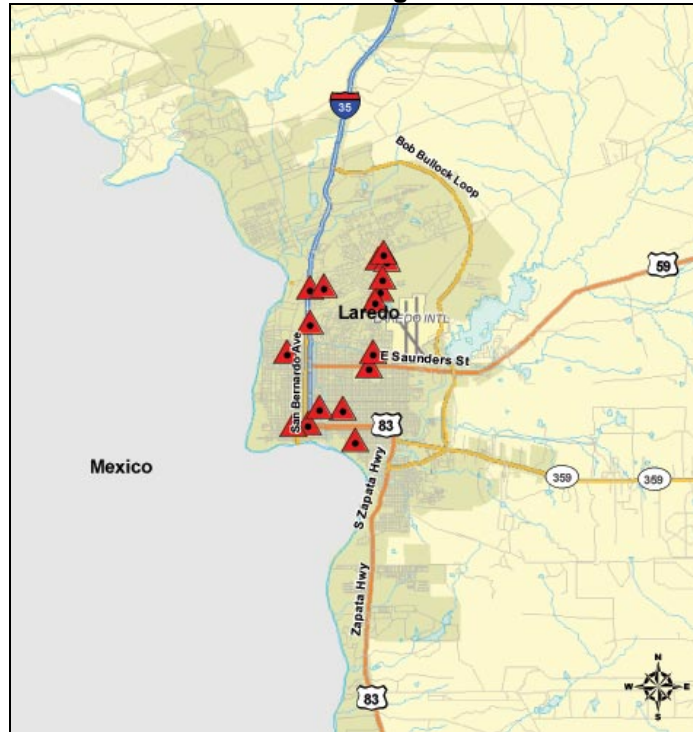 35
Bob Bullock Loop
59
Laredo
LAREDO INTL
E Saunders St
San Bernardo Ave
83
Mexico
359
359
S Zapata Hwy
Zapata Hwy
N
W
E
S
83